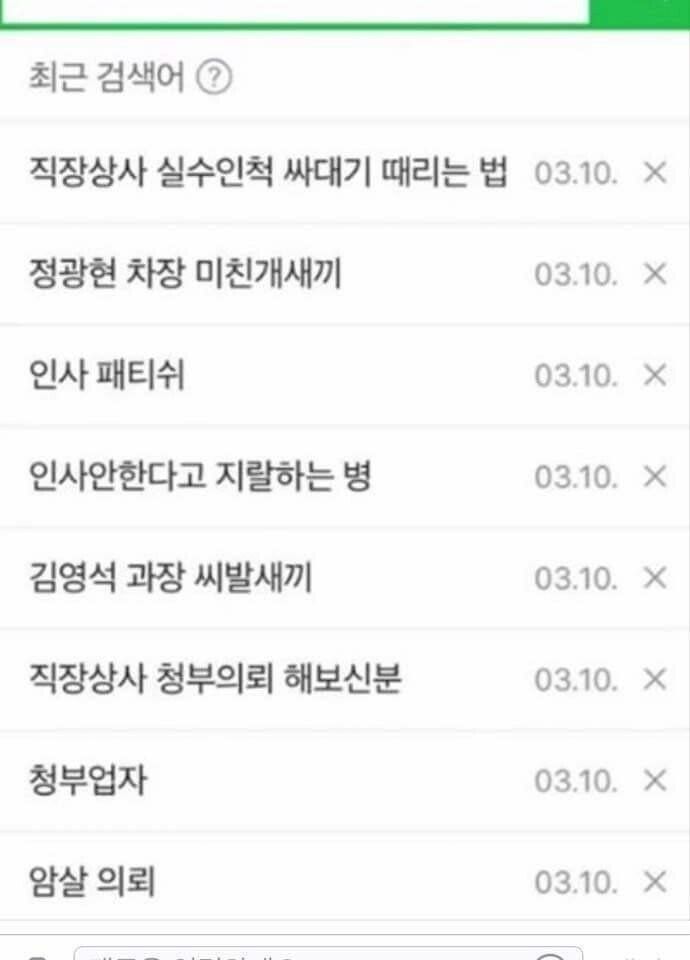 최근 검색어 ?
직장상사 실수인척 싸대기 때리는 법 03.10. ×
정광현 차장 미친개새끼 03.10. ×
인사 패티쉬 03.10. ×
인사안한다고 지랄하는 병 03.10. ×
김영석 과장 씨발새끼 03.10. ×
직장상사 청부의뢰 해보신분 03.10. ×
청부업자 03.10. ×
암살 의뢰 03.10. ×